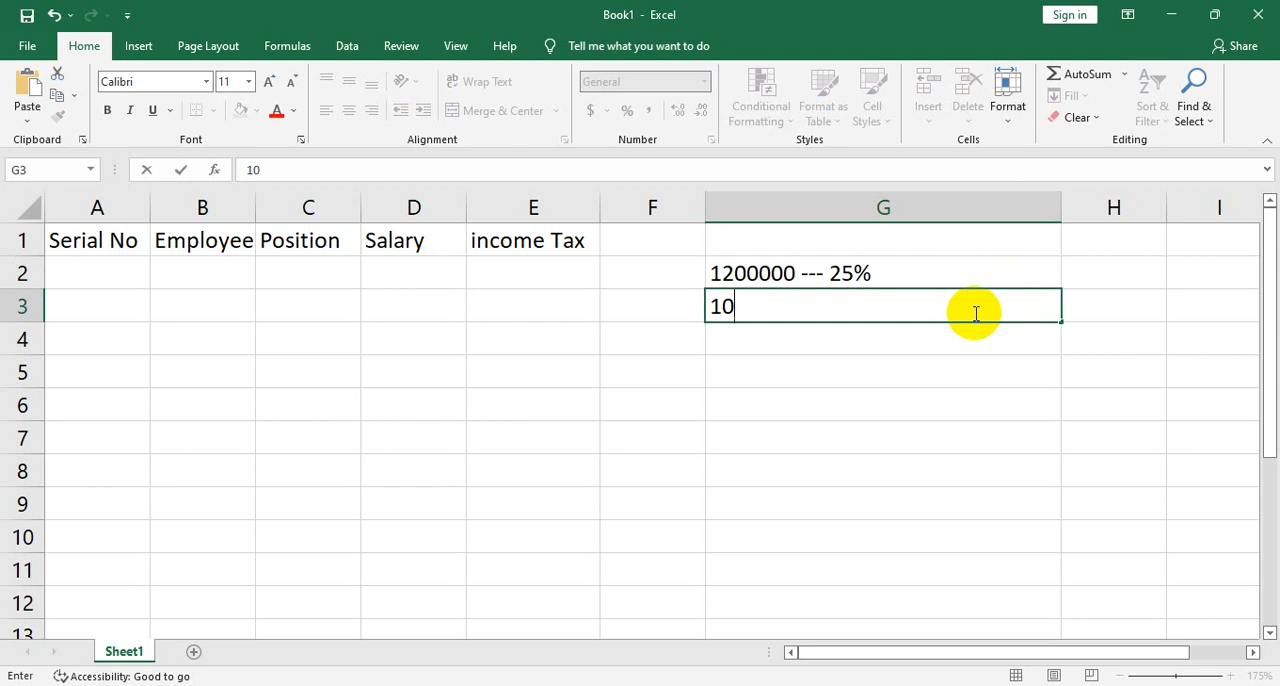 Book1 - Excel
Sign in
File Home Insert Page Layout Formulas Data Review View Help Tell me what you want to do Share
Paste
Clipboard
Calibri 11
B I U
Font
Wrap Text
Merge & Center
Alignment
General
$ % ,
Number
Conditional Formatting
Format as Table
Cell Styles
Styles
Insert Delete Format
Cells
AutoSum
Fill
Clear
Sort & Filter
Find & Select
Editing
G3 fx 10
A B C D E F G H I
1 Serial No Employee Position Salary income Tax
2 1200000 --- 25%
3 10
4
5
6
7
8
9
10
11
12
13
Sheet1
Enter Accessibility: Good to go 175%